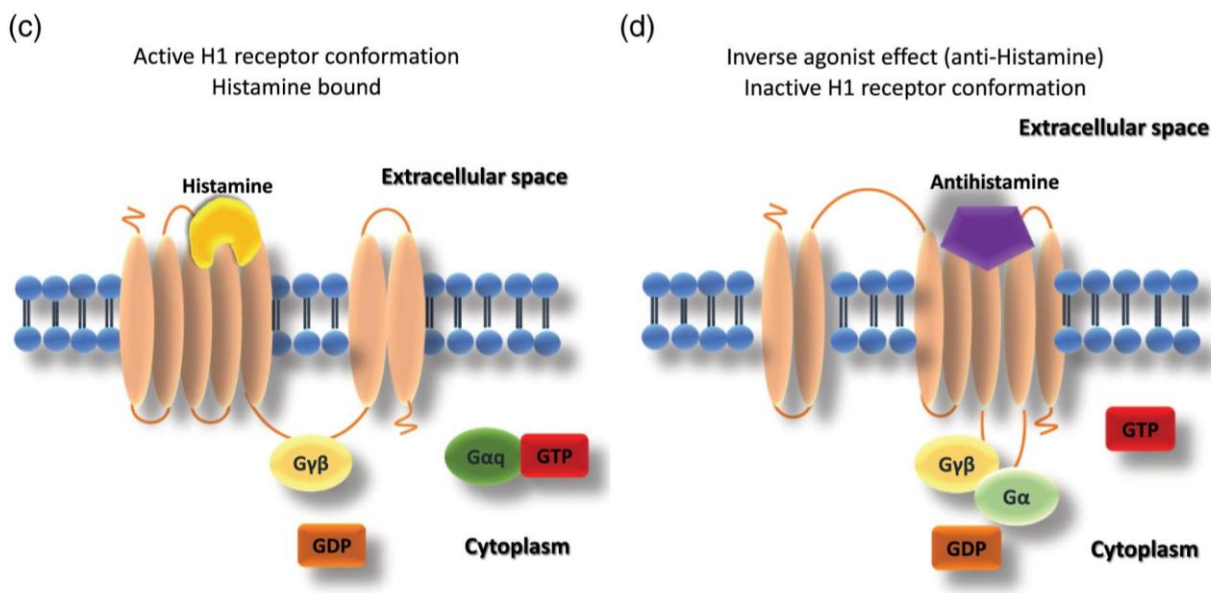 (c)
Active H1 receptor conformation
Histamine bound
Histamine
Extracellular space
Gγβ
Gαq
GTP
GDP
Cytoplasm
(d)
Inverse agonist effect (anti-Histamine)
Inactive H1 receptor conformation
Extracellular space
Antihistamine
GTP
Gγβ
Gα
GDP
Cytoplasm